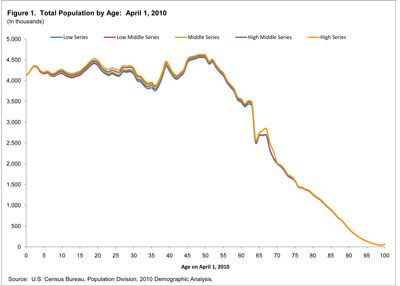 Figure 1. Total Population by Age: April 1, 2010
(In thousands)
Low Series Low Middle Series Middle Series High Middle Series High Series
5,000
4,500
4,000
3,500
3,000
2,500
2,000
1,500
1,000
500
0
0 5 10 15 20 25 30 35 40 45 50 55 60 65 70 75 80 85 90 95 100
Age on April 1, 2010
Source: U.S. Census Bureau, Population Division, 2010 Demographic Analysis.